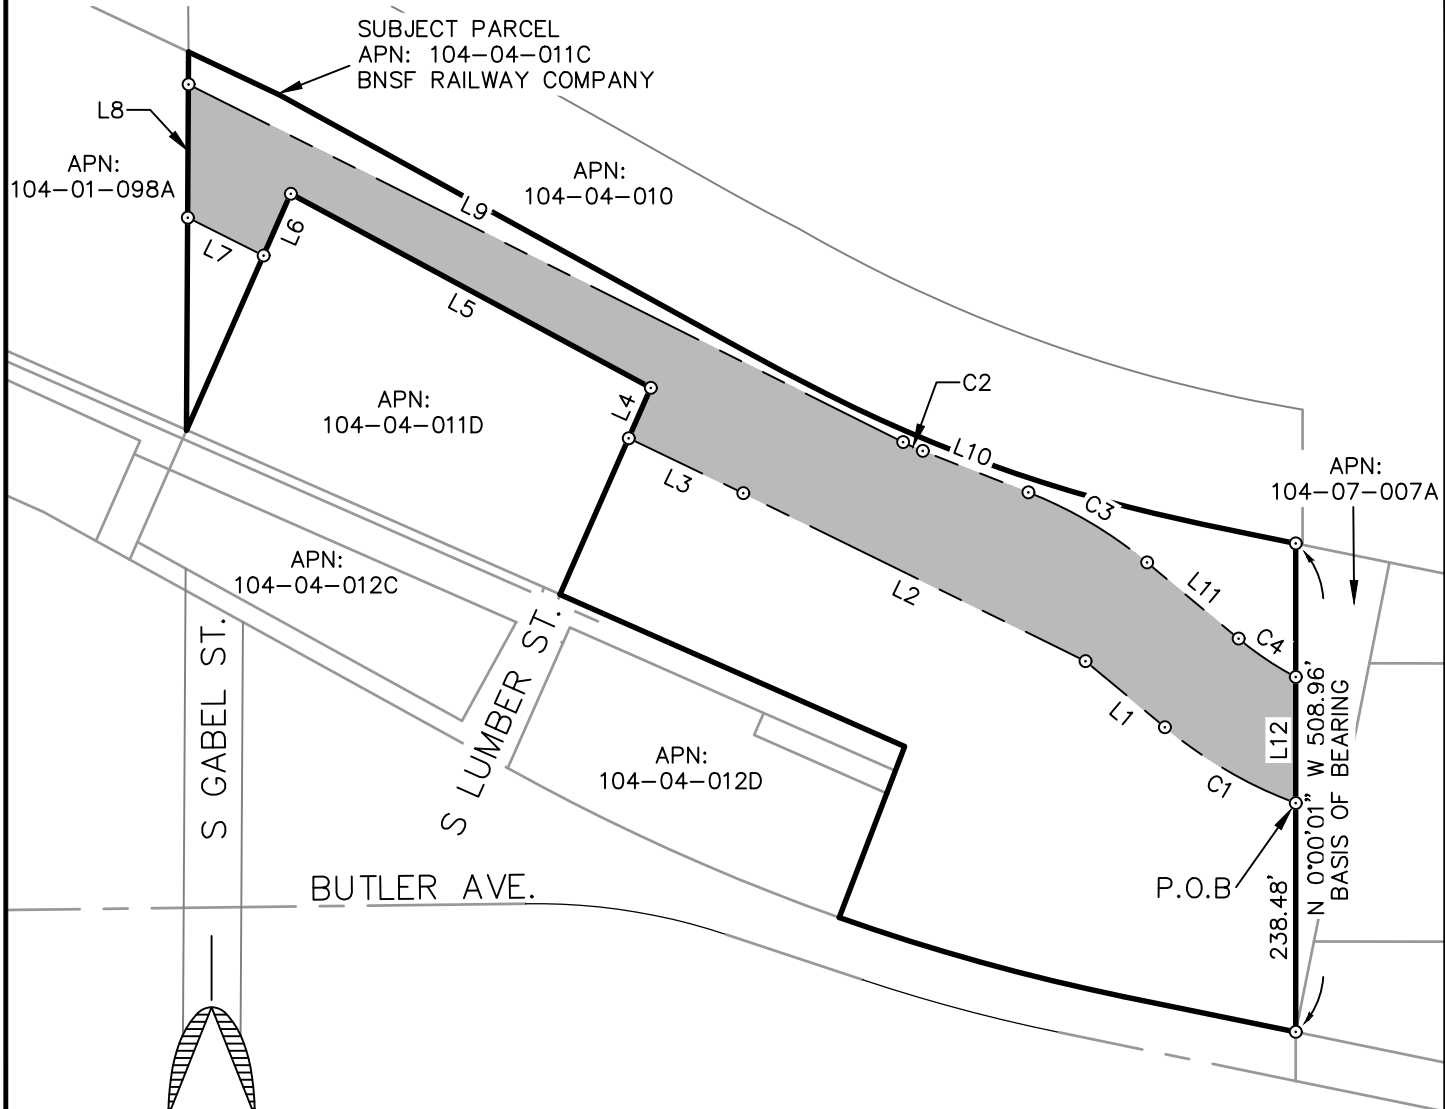 SUBJECT PARCEL
APN: 104-04-011C
BNSF RAILWAY COMPANY
L8
APN:
104-01-098A
APN:
104-04-010
L9
L6
L7
L5
C2
L4
APN:
104-04-011D
L10
APN:
104-07-007A
L3
C3
APN:
104-04-012C
L2
L11
C4
S GABEL ST.
S LUMBER ST.
L1
L12
N 0°00'01" W 508.96'
BASIS OF BEARING
APN:
104-04-012D
C1
BUTLER AVE.
P.O.B
238.48'